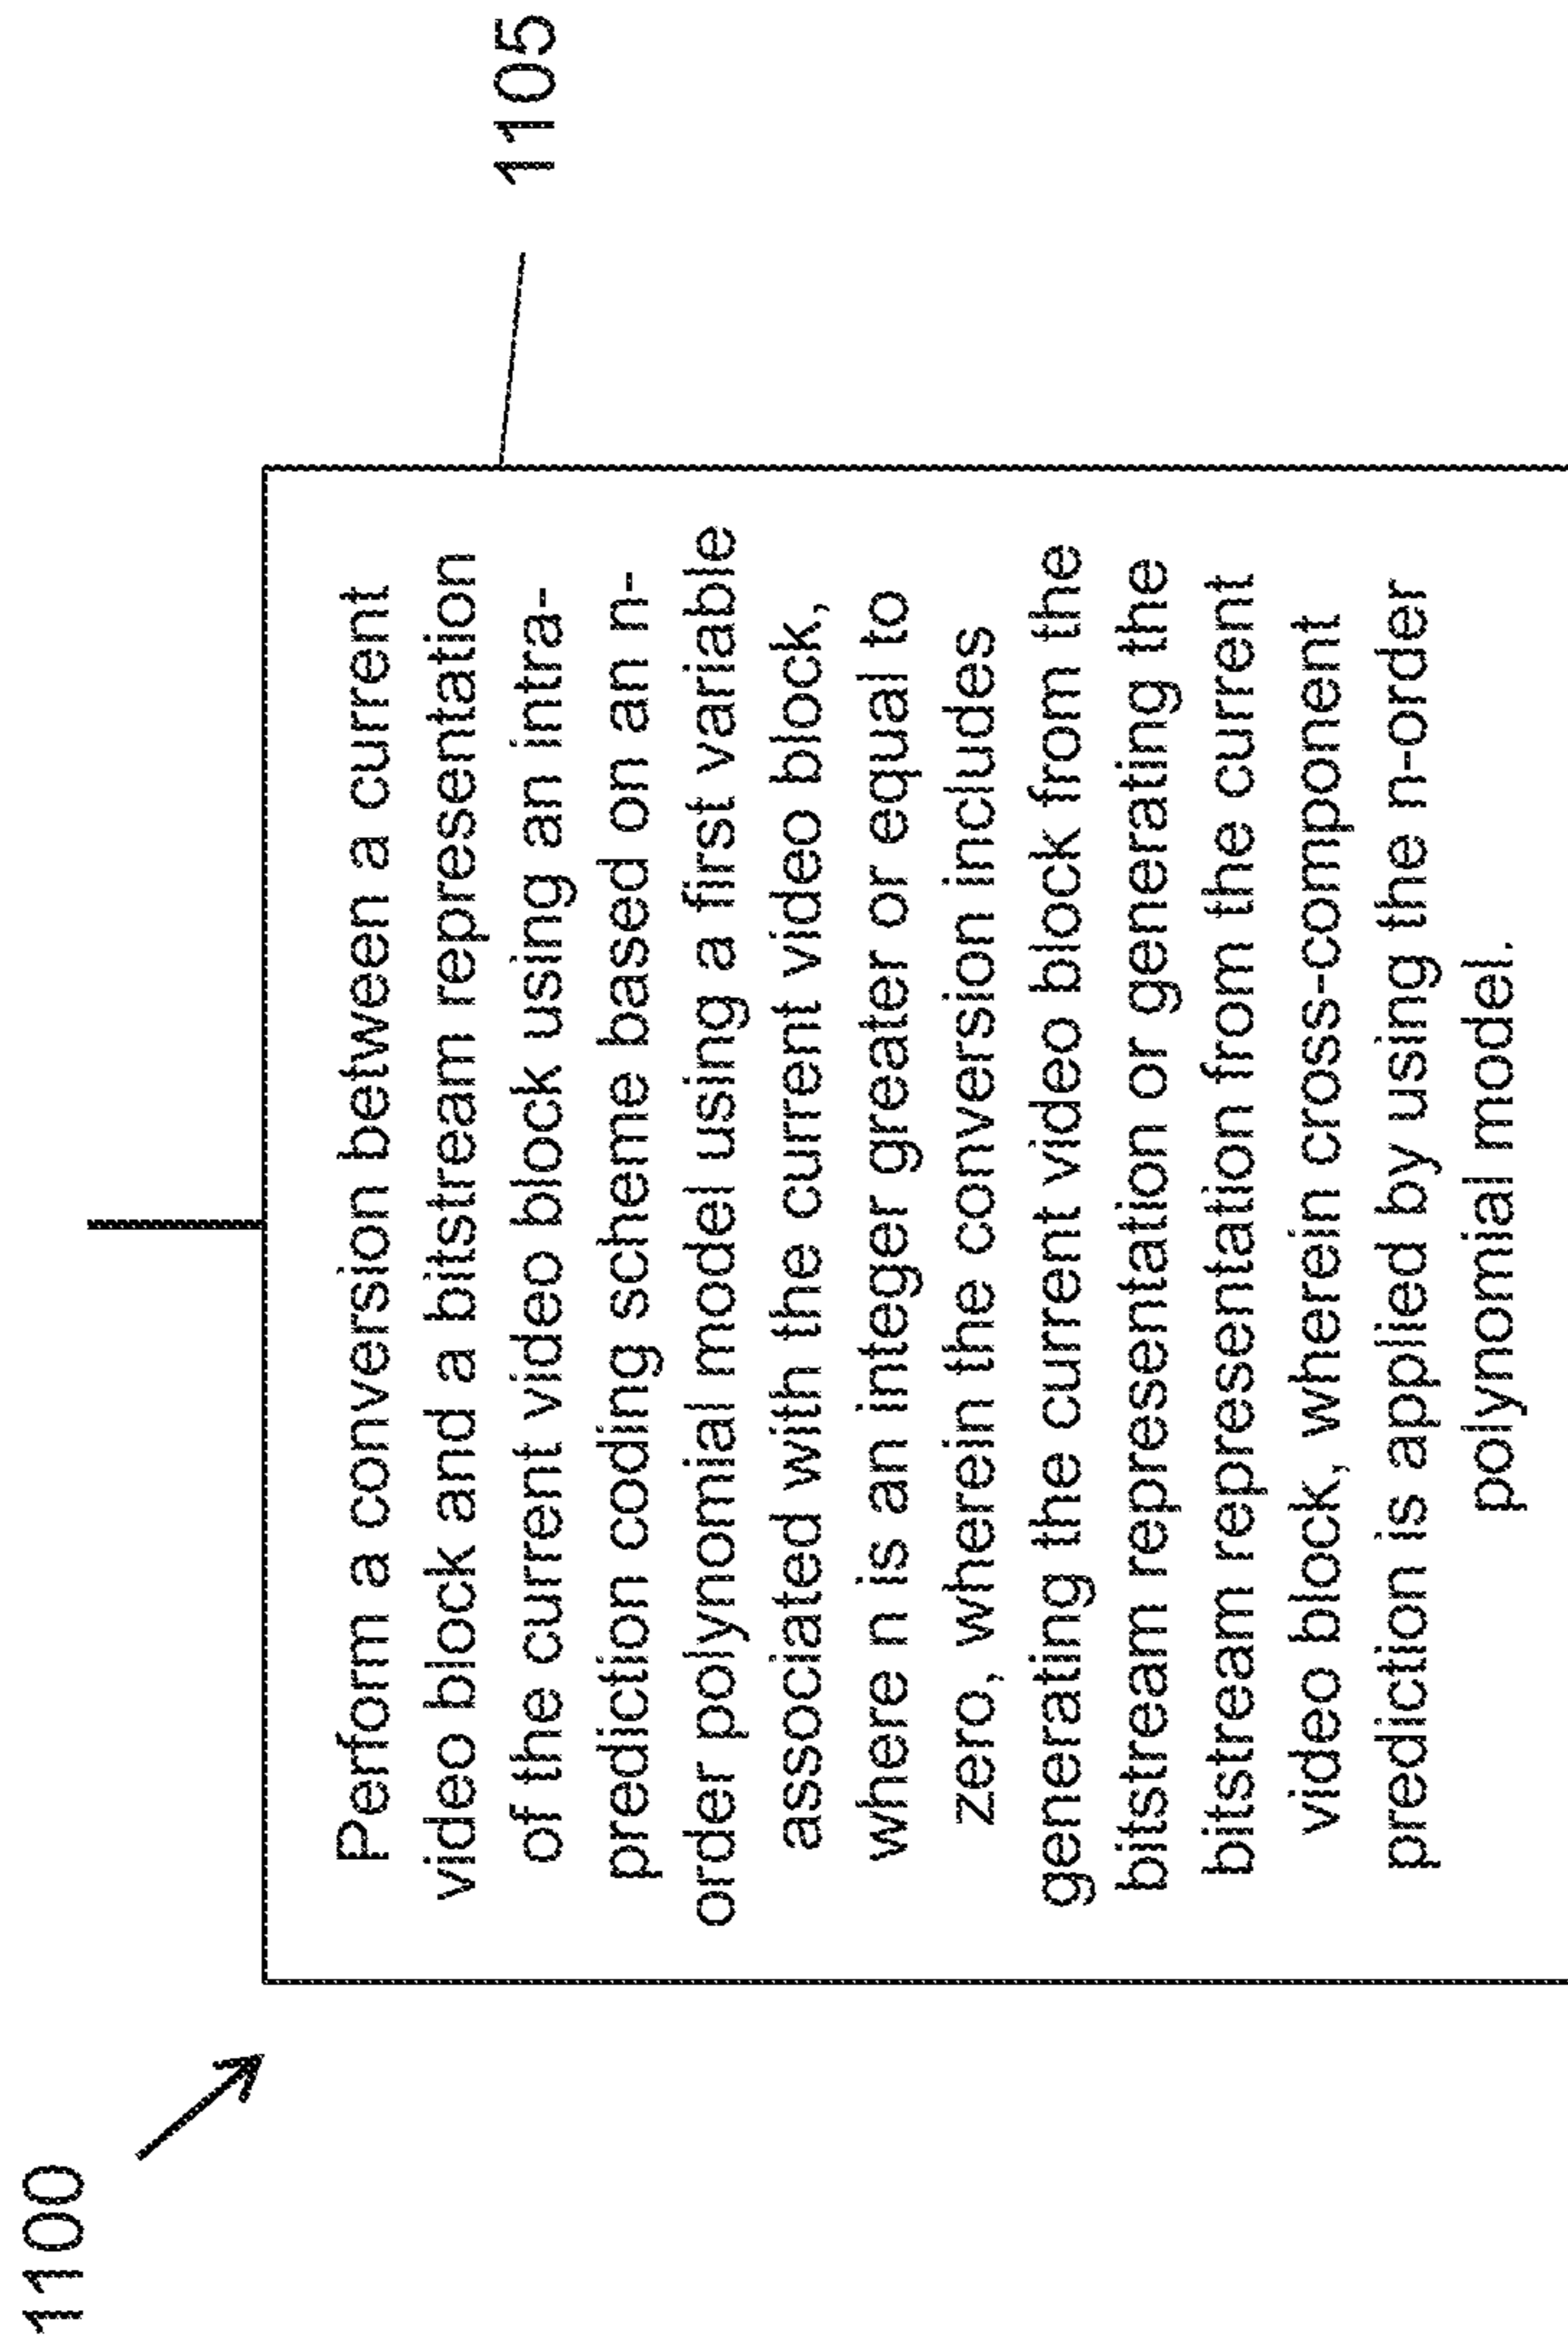 1100
Perform a conversion between a current
video block and a bitstream representation
of the current video block using an intra-
prediction coding scheme based on an n-
order polynomial model using a first variable
associated with the current video block,
where n is an integer greater or equal to
zero, wherein the conversion includes
generating the current video block from the
bitstream representation or generating the
bitstream representation from the current
video block, wherein cross-component
prediction is applied by using the n-order
polynomial model.
1105